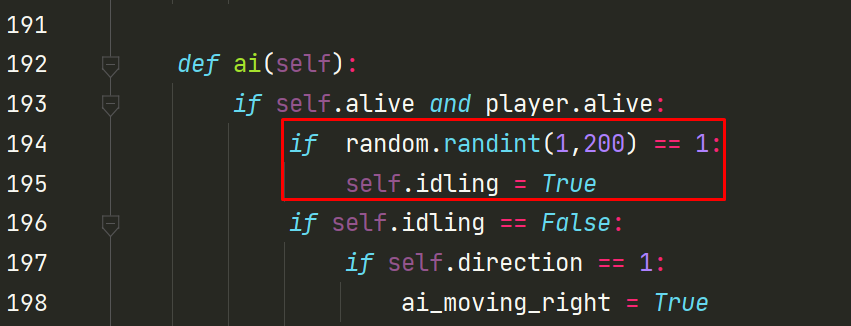 191
192 def ai(self):
193 if self.alive and player.alive:
194 if  random.randint(1,200) == 1:
195 self.idling = True
196 if self.idling == False:
197 if self.direction == 1:
198 ai_moving_right = True